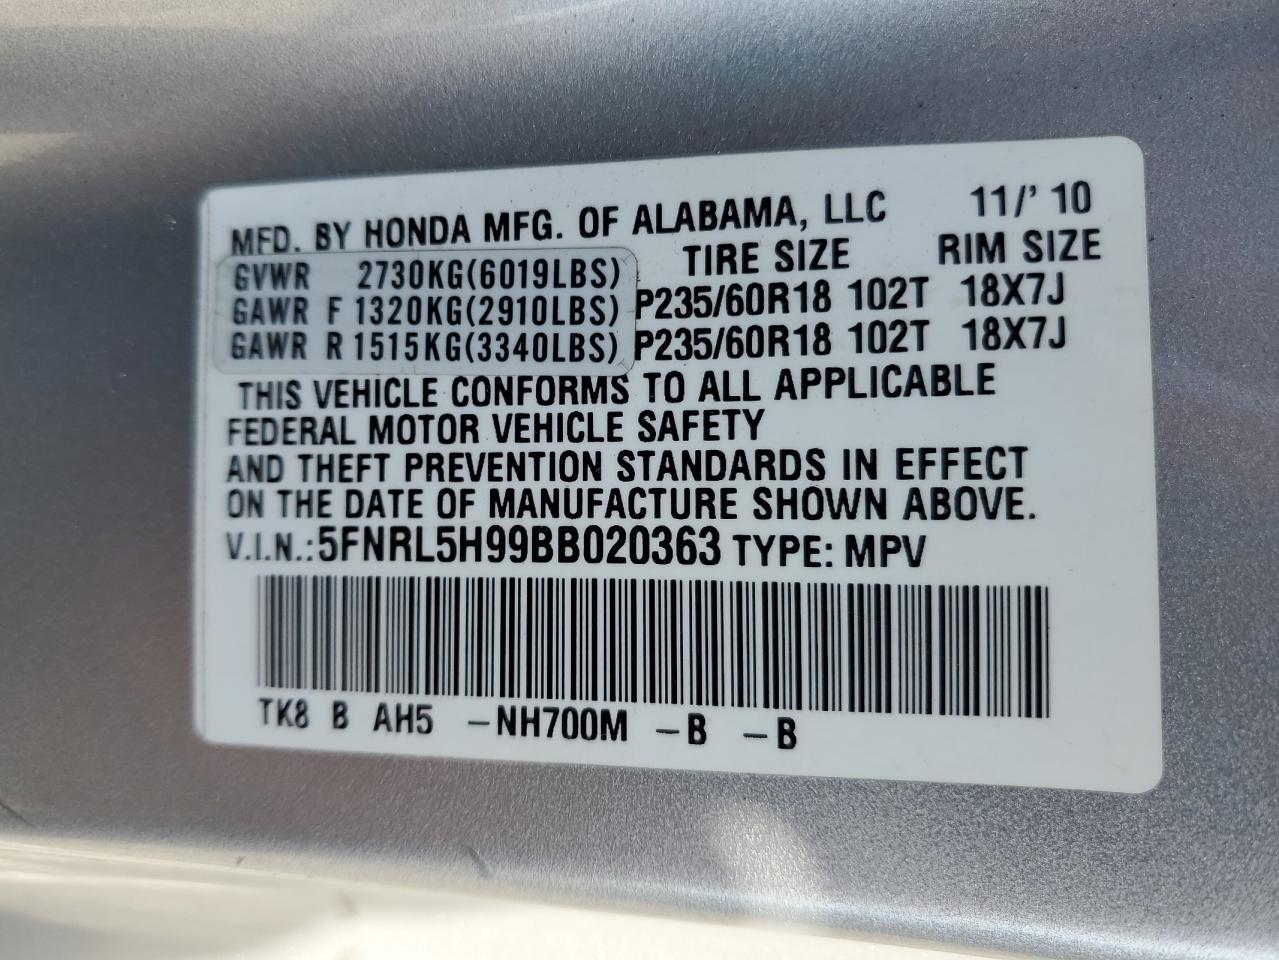 MFD. BY HONDA MFG. OF ALABAMA, LLC 11/' 10
GVWR 2730KG(6019LBS) TIRE SIZE RIM SIZE
GAWR F 1320KG(2910LBS) P235/60R18 102T 18X7J
GAWR R 1515KG(3340LBS) P235/60R18 102T 18X7J
THIS VEHICLE CONFORMS TO ALL APPLICABLE
FEDERAL MOTOR VEHICLE SAFETY
AND THEFT PREVENTION STANDARDS IN EFFECT
ON THE DATE OF MANUFACTURE SHOWN ABOVE.
V.I.N.: 5FNRL5H99BB020363 TYPE: MPV
TK8 B AH5 -NH700M -B -B